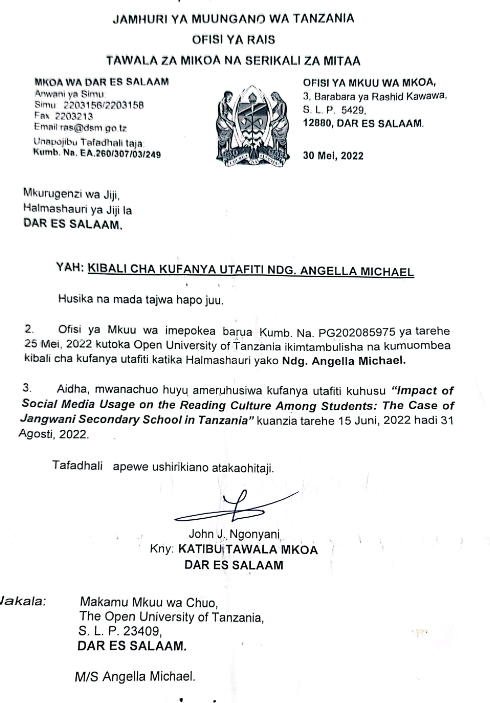 JAMHURI YA MUUNGANO WA TANZANIA
OFISI YA RAIS
TAWALA ZA MIKOA NA SERIKALI ZA MITAA
MKOA WA DAR ES SALAAM
Anwani ya Simu
Simu 2203156/2203158
Fax 2203213
Email ras@dsm go.tz
Unapojibu Tafadhali taja:
Kumb. Na. EA.260/307/03/249
OFISI YA MKUU WA MKOA,
3, Barabara ya Rashid Kawawa,
S. L. P. 5429,
12880, DAR ES SALAAM.
30 Mei, 2022
Mkurugenzi wa Jiji,
Halmashauri ya Jiji la
DAR ES SALAAM.
YAH: KIBALI CHA KUFANYA UTAFITI NDG. ANGELLA MICHAEL
Husika na mada tajwa hapo juu.
2. Ofisi ya Mkuu wa imepokea barua Kumb. Na. PG202085975 ya tarehe
25 Mei, 2022 kutoka Open University of Tanzania ikimtambulisha na kumuombea
kibali cha kufanya utafiti katika Halmashauri yako Ndg. Angella Michael.
3. Aidha, mwanachuo huyu ameruhusiwa kufanya utafiti kuhusu “Impact of
Social Media Usage on the Reading Culture Among Students: The Case of
Jangwani Secondary School in Tanzania” kuanzia tarehe 15 Juni, 2022 hadi 31
Agosti, 2022.
Tafadhali apewe ushirikiano atakaohitaji.
John J. Ngonyani
Kny: KATIBU TAWALA MKOA
DAR ES SALAAM
Nakala: Makamu Mkuu wa Chuo,
The Open University of Tanzania,
S. L. P. 23409,
DAR ES SALAAM.
M/S Angella Michael.